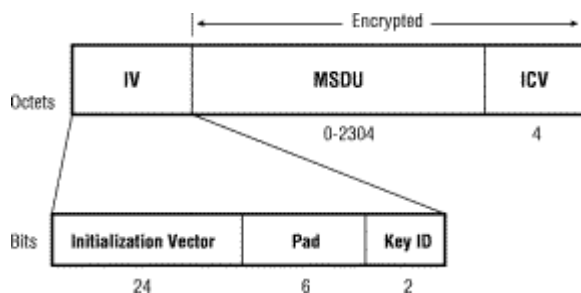 Encrypted
IV MSDU ICV
Octets
0-2304 4
Bits Initialization Vector Pad Key ID
24 6 2